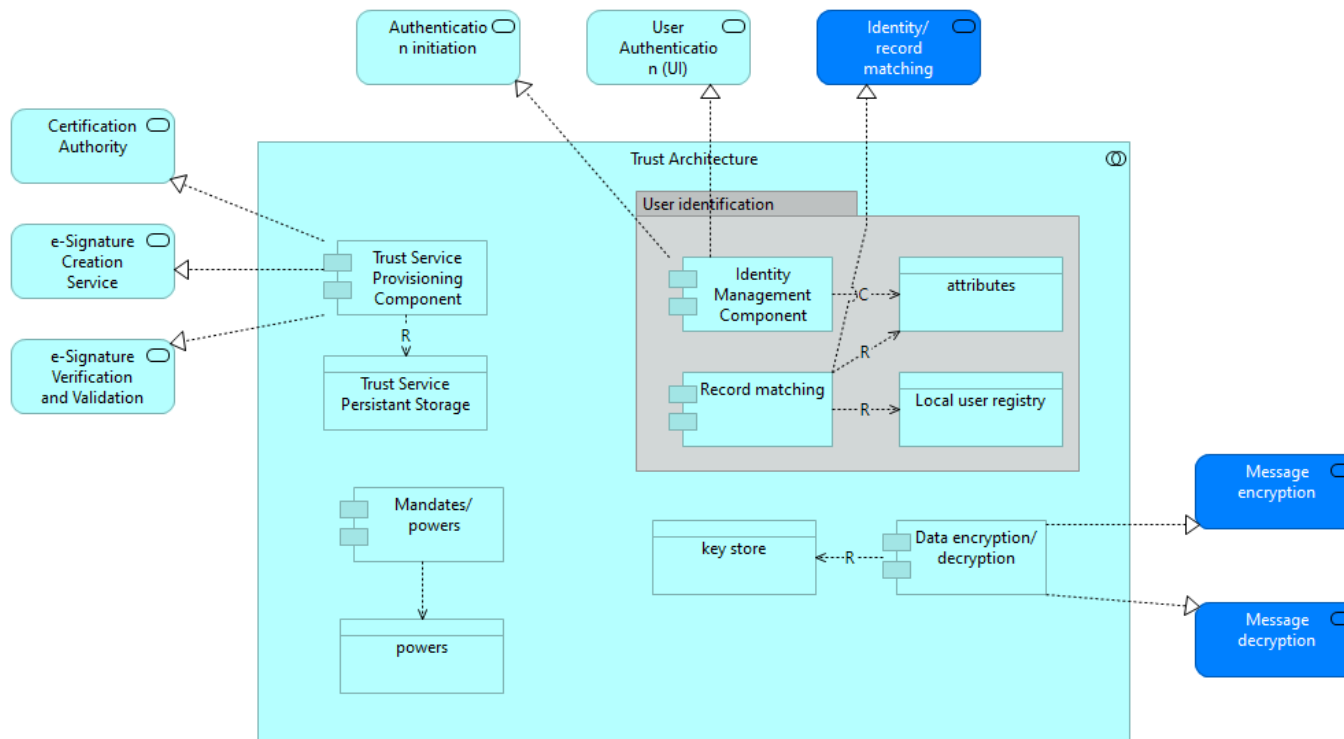 Authenticatio
n initiation
User
Authenticatio
n (UI)
Identity/
record
matching
Certification
Authority
Trust Architecture
User identification
e-Signature
Creation
Service
Trust Service
Provisioning
Component
Identity
Management
Component
C
attributes
R
R
e-Signature
Verification
and Validation
Trust Service
Persistant Storage
Record matching
R
Local user registry
Message
encryption
Mandates/
powers
key store
R
Data encryption/
decryption
Message
decryption
powers